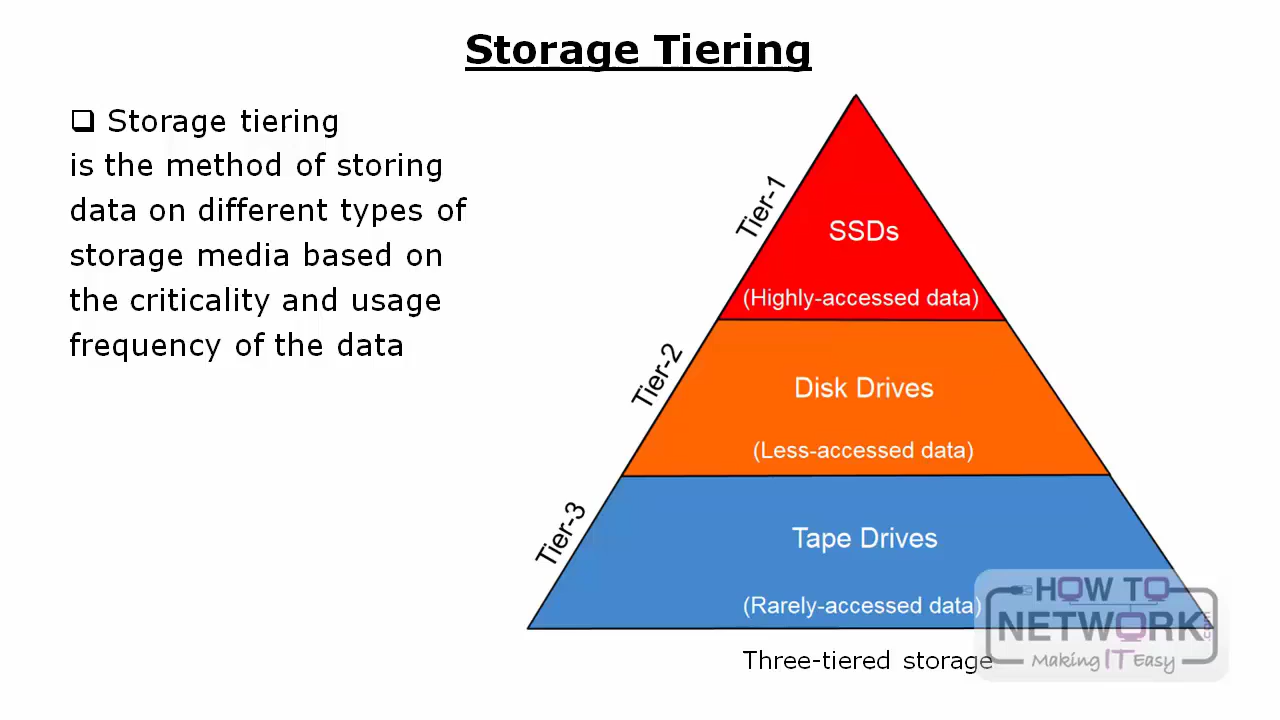 Storage Tiering
❑ Storage tiering
is the method of storing
data on different types of
storage media based on
the criticality and usage
frequency of the data
Tier-1
SSDs
(Highly-accessed data)
Tier-2
Disk Drives
(Less-accessed data)
Tier-3
Tape Drives
(Rarely-accessed data)
Three-tiered storage
HOW TO
NETWORK
.com
Making IT Easy